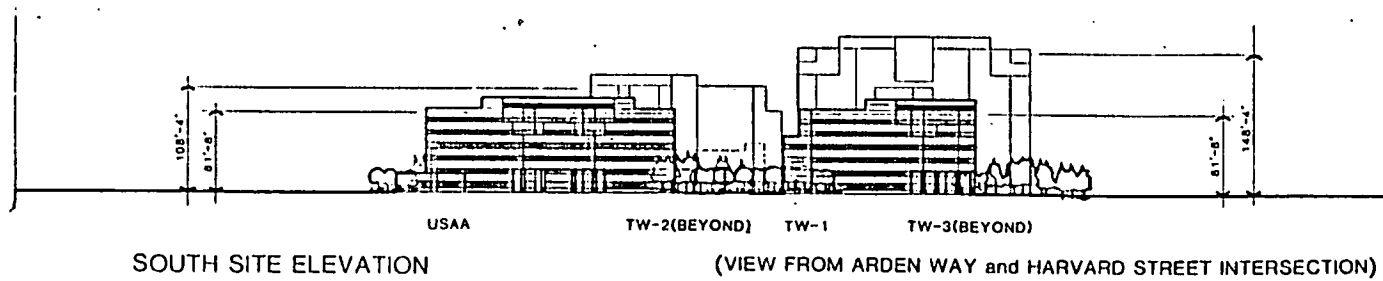 108'-4"
81'-8"
81'-8"
148'-4"
USAA TW-2(BEYOND) TW-1 TW-3(BEYOND)
SOUTH SITE ELEVATION (VIEW FROM ARDEN WAY and HARVARD STREET INTERSECTION)